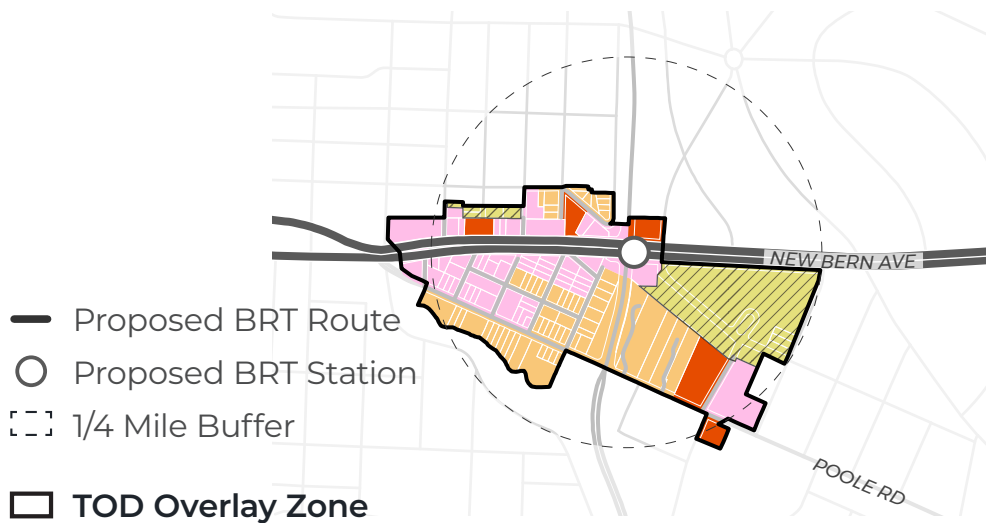 NEW BERN AVE
Proposed BRT Route
Proposed BRT Station
1/4 Mile Buffer
POOLE RD
TOD Overlay Zone